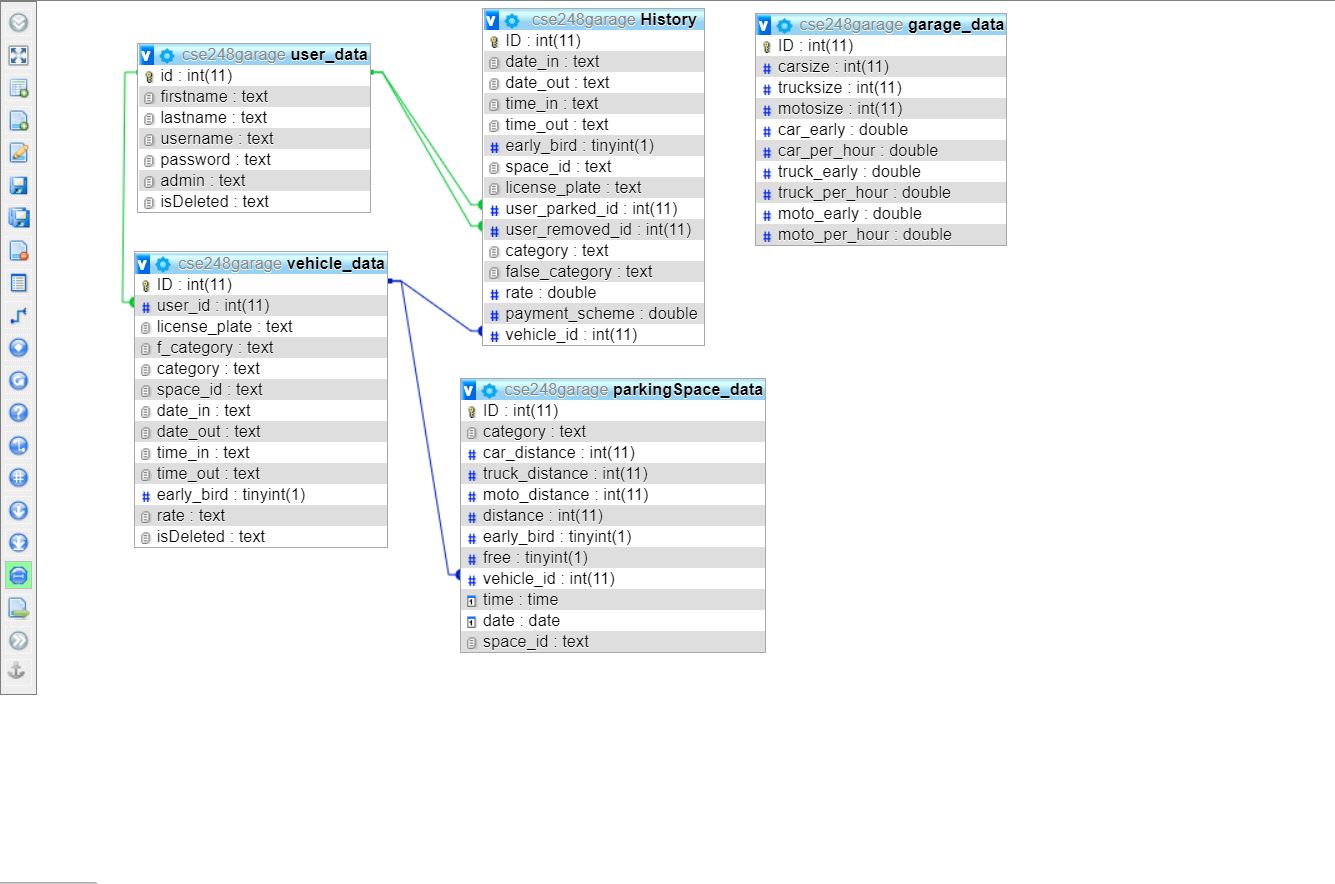 cse248garage user_data
id : int(11)
firstname : text
lastname : text
username : text
password : text
admin : text
isDeleted : text
cse248garage vehicle_data
ID : int(11)
user_id : int(11)
license_plate : text
f_category : text
category : text
space_id : text
date_in : text
date_out : text
time_in : text
time_out : text
early_bird : tinyint(1)
rate : text
isDeleted : text
cse248garage History
ID : int(11)
date_in : text
date_out : text
time_in : text
time_out : text
early_bird : tinyint(1)
space_id : text
license_plate : text
user_parked_id : int(11)
user_removed_id : int(11)
category : text
false_category : text
rate : double
payment_scheme : double
vehicle_id : int(11)
cse248garage parkingSpace_data
ID : int(11)
category : text
car_distance : int(11)
truck_distance : int(11)
moto_distance : int(11)
distance : int(11)
early_bird : tinyint(1)
free : tinyint(1)
vehicle_id : int(11)
time : time
date : date
space_id : text
cse248garage garage_data
ID : int(11)
carsize : int(11)
trucksize : int(11)
motosize : int(11)
car_early : double
car_per_hour : double
truck_early : double
truck_per_hour : double
moto_early : double
moto_per_hour : double